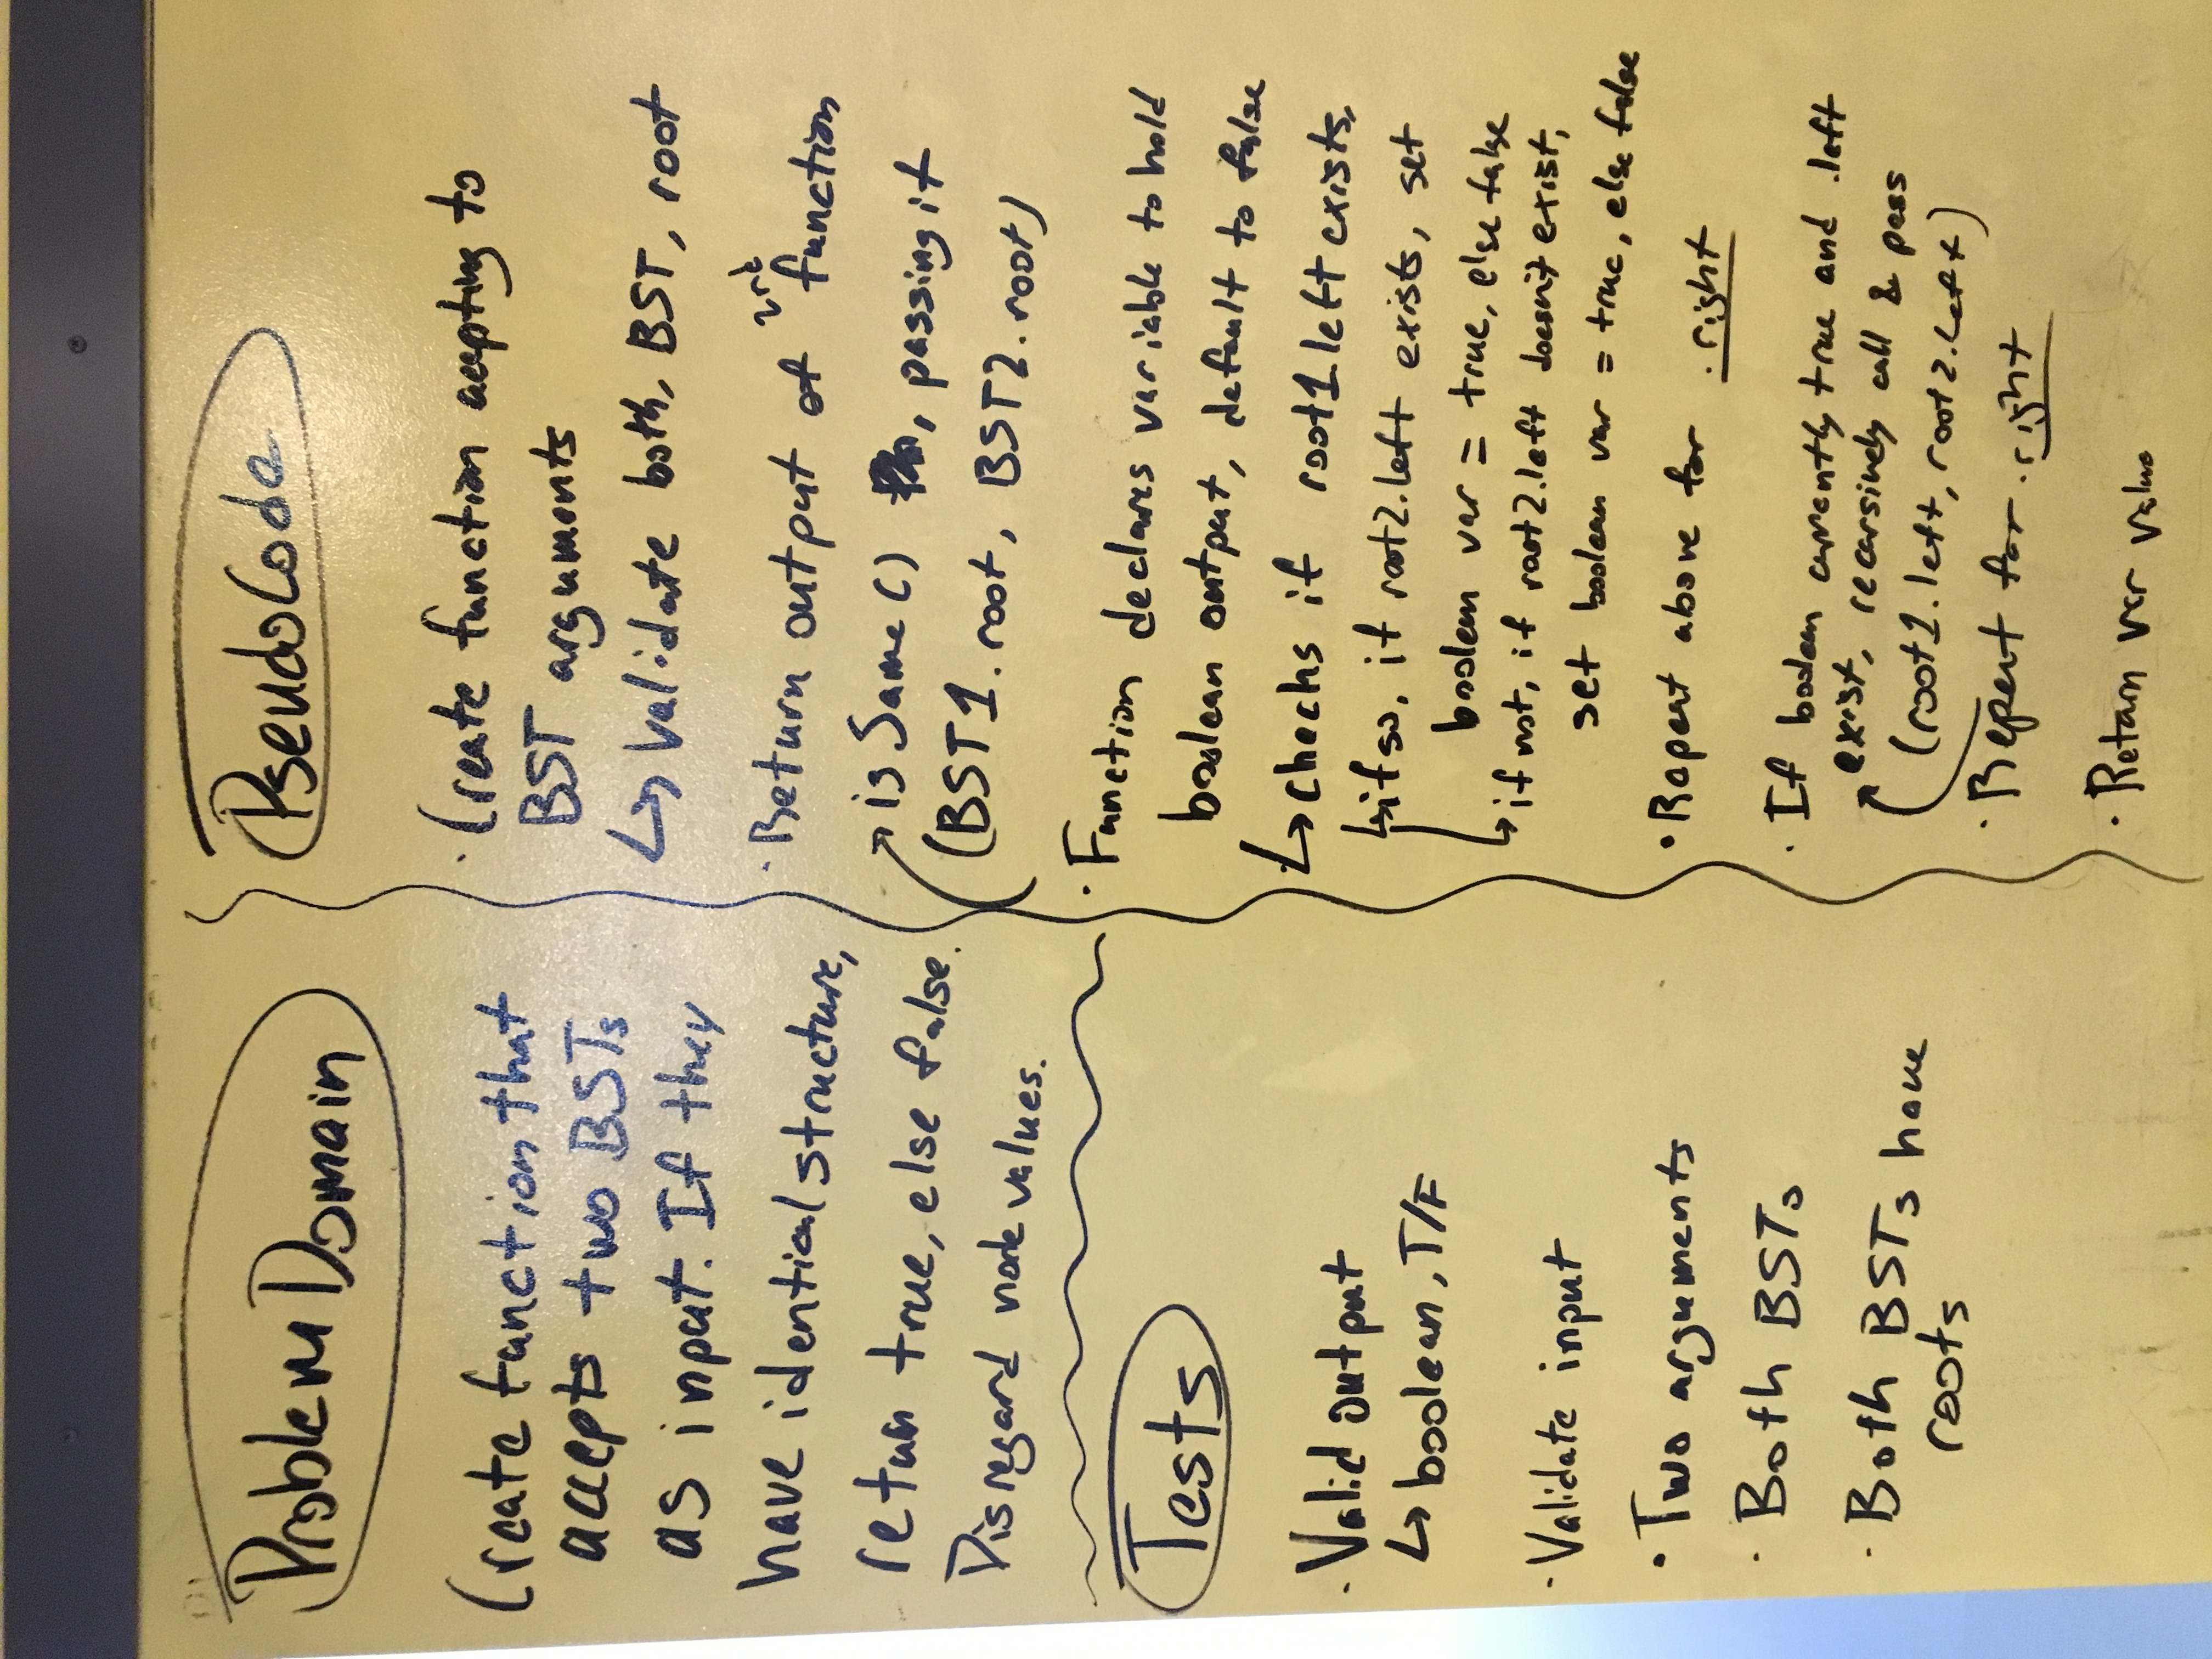 Problem Domain
Create function that
accepts two BSTs
as input. If they
have identical structure,
return true, else false.
Disregard node values.
Tests
· Valid output
↳ boolean, T/F
· Validate input
· Two arguments
· Both BSTs
· Both BSTs have
roots
PseudoCode
· Create function accepting to
BST arguments
↳ Validate both, BST, root
· Return output of 2nd function
isSame() , passing it
(BST1.root, BST2.root)
· Function declares variable to hold
boolean output, default to false
↳ checks if root1.left exists,
↳ if so, if root2.left exists, set
boolean var = true, else false
↳ if not, if root2.left doesn't exist,
set boolean var = true, else false
· Repeat above for .right
· If boolean currently true and .left
exist, recursively call & pass
(root1.left, root2.left)
· Repeat for .right
· Return var value